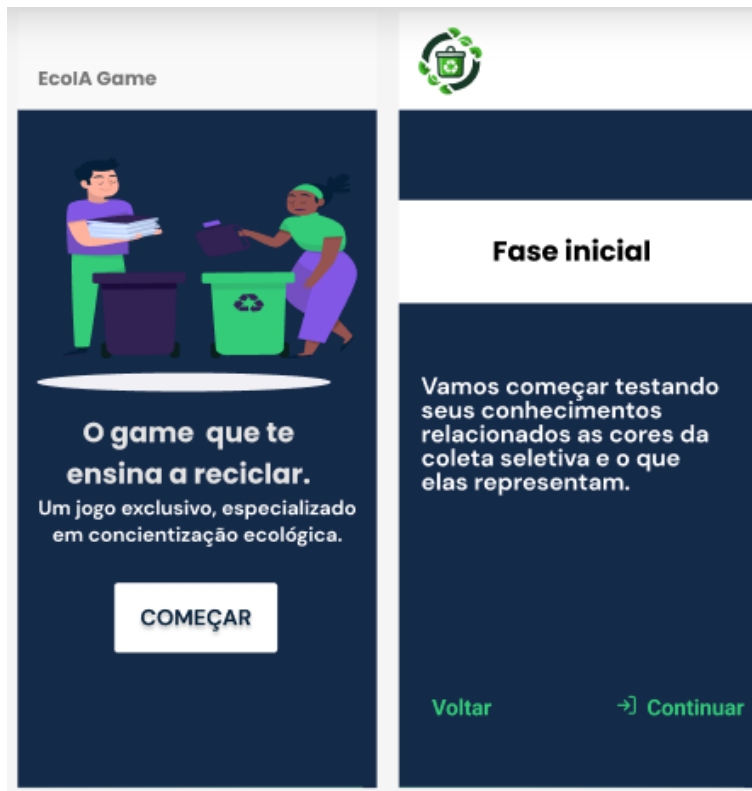 EcoIA Game
O game que te
ensina a reciclar.
Um jogo exclusivo, especializado
em concientização ecológica.
COMEÇAR
Fase inicial
Vamos começar testando
seus conhecimentos
relacionados as cores da
coleta seletiva e o que
elas representam.
Voltar
Continuar